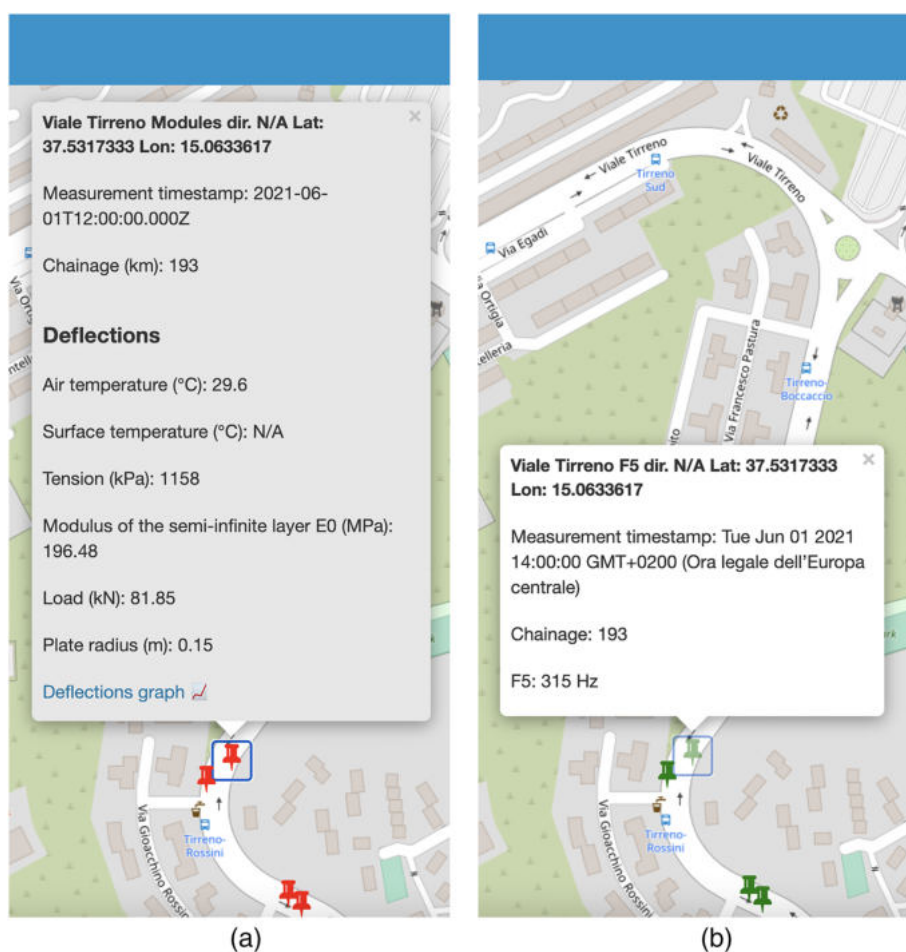 Viale Tirreno Modules dir. N/A Lat:
37.5317333 Lon: 15.0633617
×
Measurement timestamp: 2021-06-
01T12:00:00.000Z
Chainage (km): 193
Deflections
Air temperature (°C): 29.6
Surface temperature (°C): N/A
Tension (kPa): 1158
Modulus of the semi-infinite layer E0 (MPa):
196.48
Load (kN): 81.85
Plate radius (m): 0.15
Deflections graph
Via Gioacchino Rossini
Tirreno-
Rossini
(a)
Viale Tirreno
Viale Tirreno
Tirreno
Sud
Via Egadi
Via Ortigia
Via Francesco Pastura
Tirreno-
Boccaccio
Viale Tirreno F5 dir. N/A Lat: 37.5317333
Lon: 15.0633617
×
Measurement timestamp: Tue Jun 01 2021
14:00:00 GMT+0200 (Ora legale dell'Europa
centrale)
Chainage: 193
F5: 315 Hz
Via Gioacchino Rossini
Tirreno-
Rossini
(b)